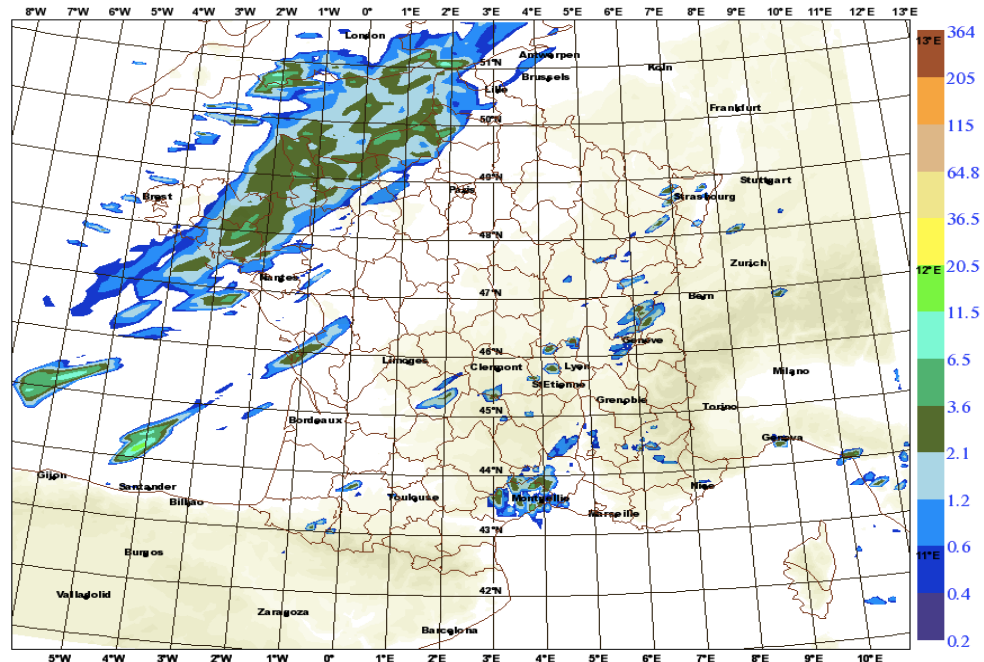 8°W 7°W 6°W 5°W 4°W 3°W 2°W 1°W 0° 1°E 2°E 3°E 4°E 5°E 6°E 7°E 8°E 9°E 10°E 11°E 12°E 13°E
364
London
13°E
Antwerpen
51°N
Koln
Brussels
205
Lille
Frankfurt
50°N
115
49°N
64.8
Stuttgart
Brest
Paris
Strasbourg
36.5
48°N
Zurich
20.5
12°E
Nantes
47°N
Bern
11.5
Geneve
46°N
6.5
Limoges
Clermont
Lyon
Milano
StEtienne
Grenoble
3.6
45°N
Torino
Bordeaux
Genova
2.1
44°N
Gijon
Santander
Nice
1.2
Bilbao
Toulouse
Montpellie
Marseille
43°N
0.6
Burgos
11°E
42°N
0.4
Valladolid
Zaragoza
Barcelona
0.2
5°W 4°W 3°W 2°W 1°W 0° 1°E 2°E 3°E 4°E 5°E 6°E 7°E 8°E 9°E 10°E